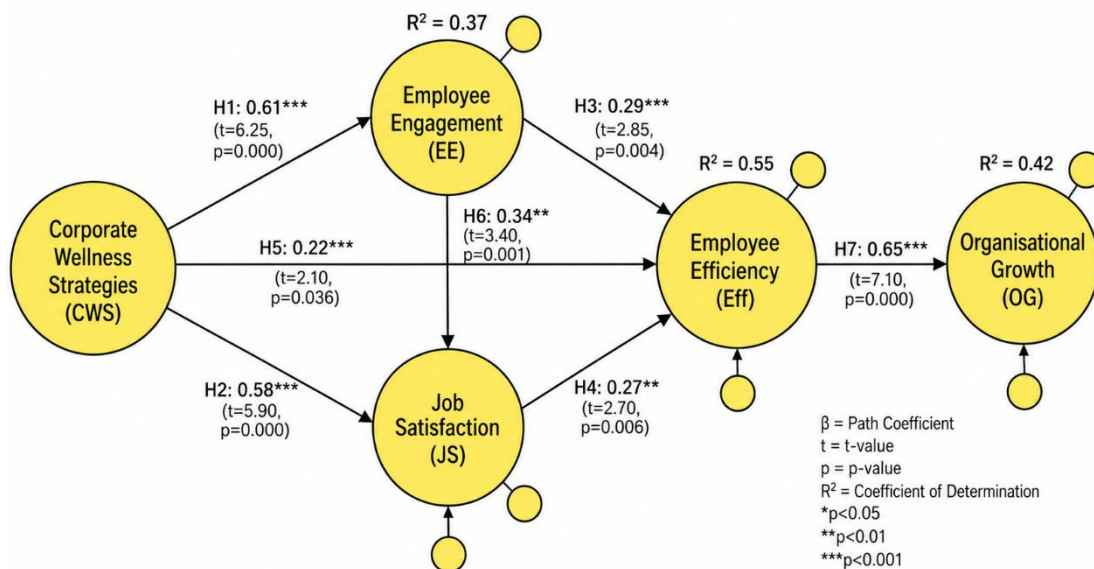 R² = 0.37
Employee
Engagement
(EE)
H1: 0.61***
(t=6.25,
p=0.000)
H3: 0.29***
(t=2.85,
p=0.004)
R² = 0.55
R² = 0.42
Corporate
Wellness
Strategies
(CWS)
H5: 0.22***
(t=2.10,
p=0.036)
H6: 0.34**
(t=3.40,
p=0.001)
Employee
Efficiency
(Eff)
H7: 0.65***
(t=7.10,
p=0.000)
Organisational
Growth
(OG)
H2: 0.58***
(t=5.90,
p=0.000)
Job
Satisfaction
(JS)
H4: 0.27**
(t=2.70,
p=0.006)
β = Path Coefficient
t = t-value
p = p-value
R² = Coefficient of Determination
*p<0.05
**p<0.01
***p<0.001